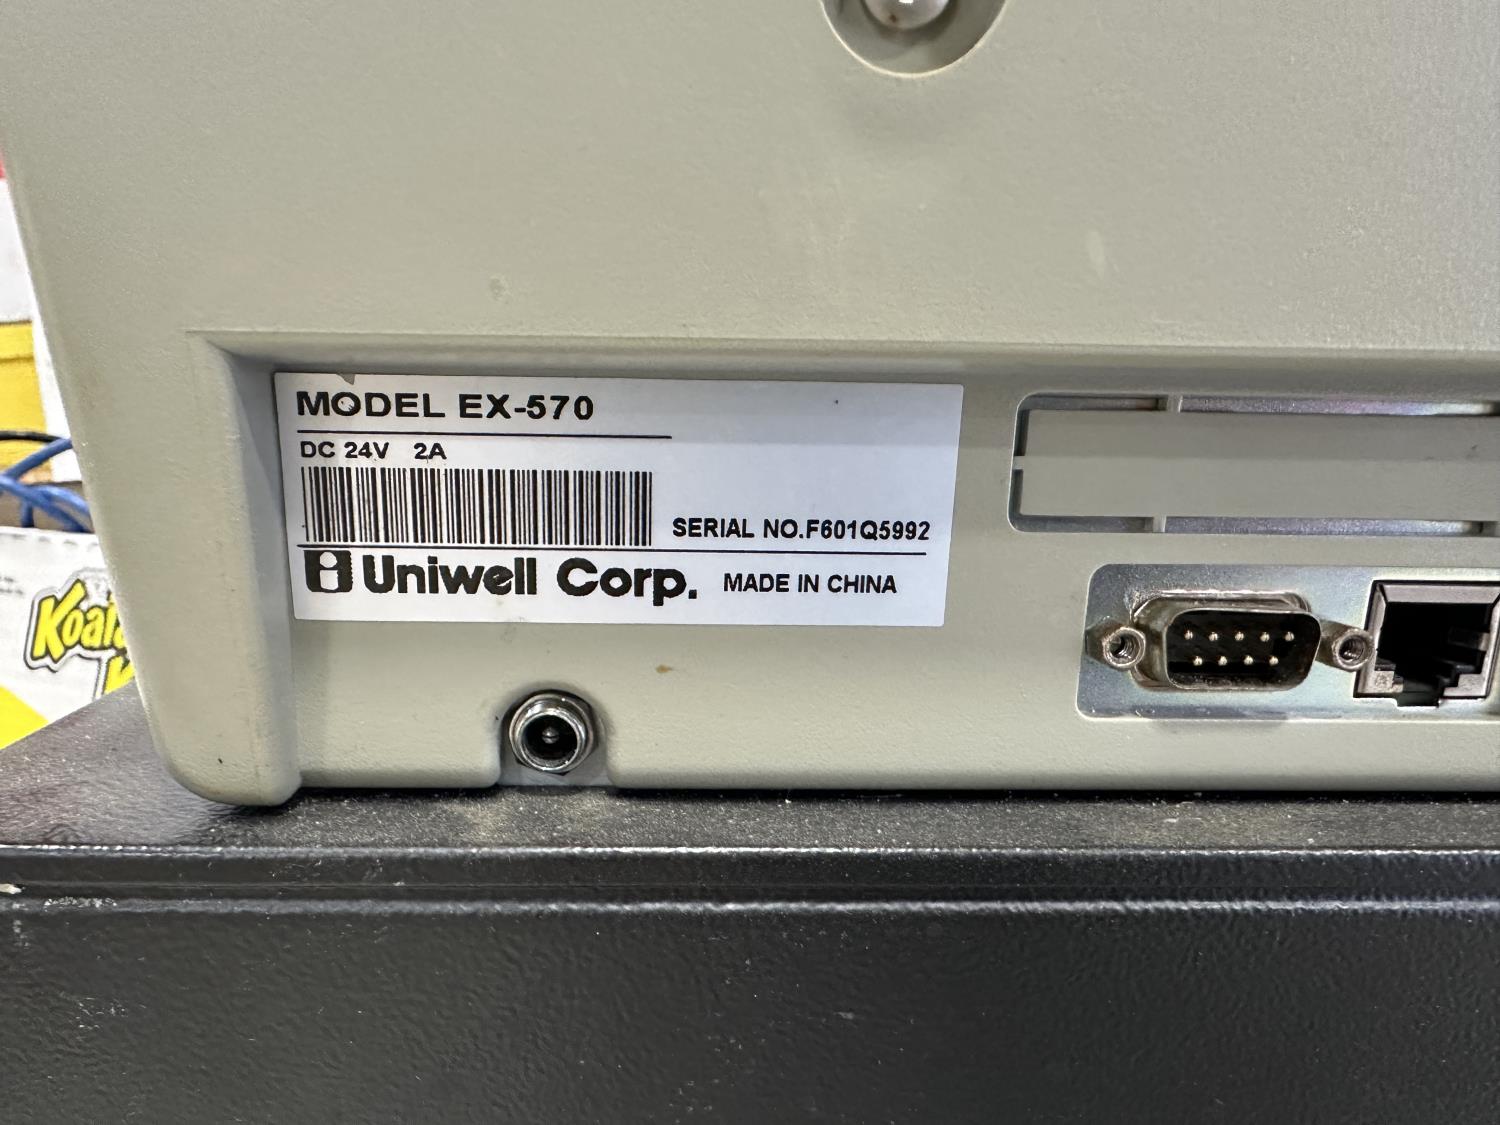 MODEL EX-570
DC 24V 2A
SERIAL NO.F601Q5992
Uniwell Corp. MADE IN CHINA